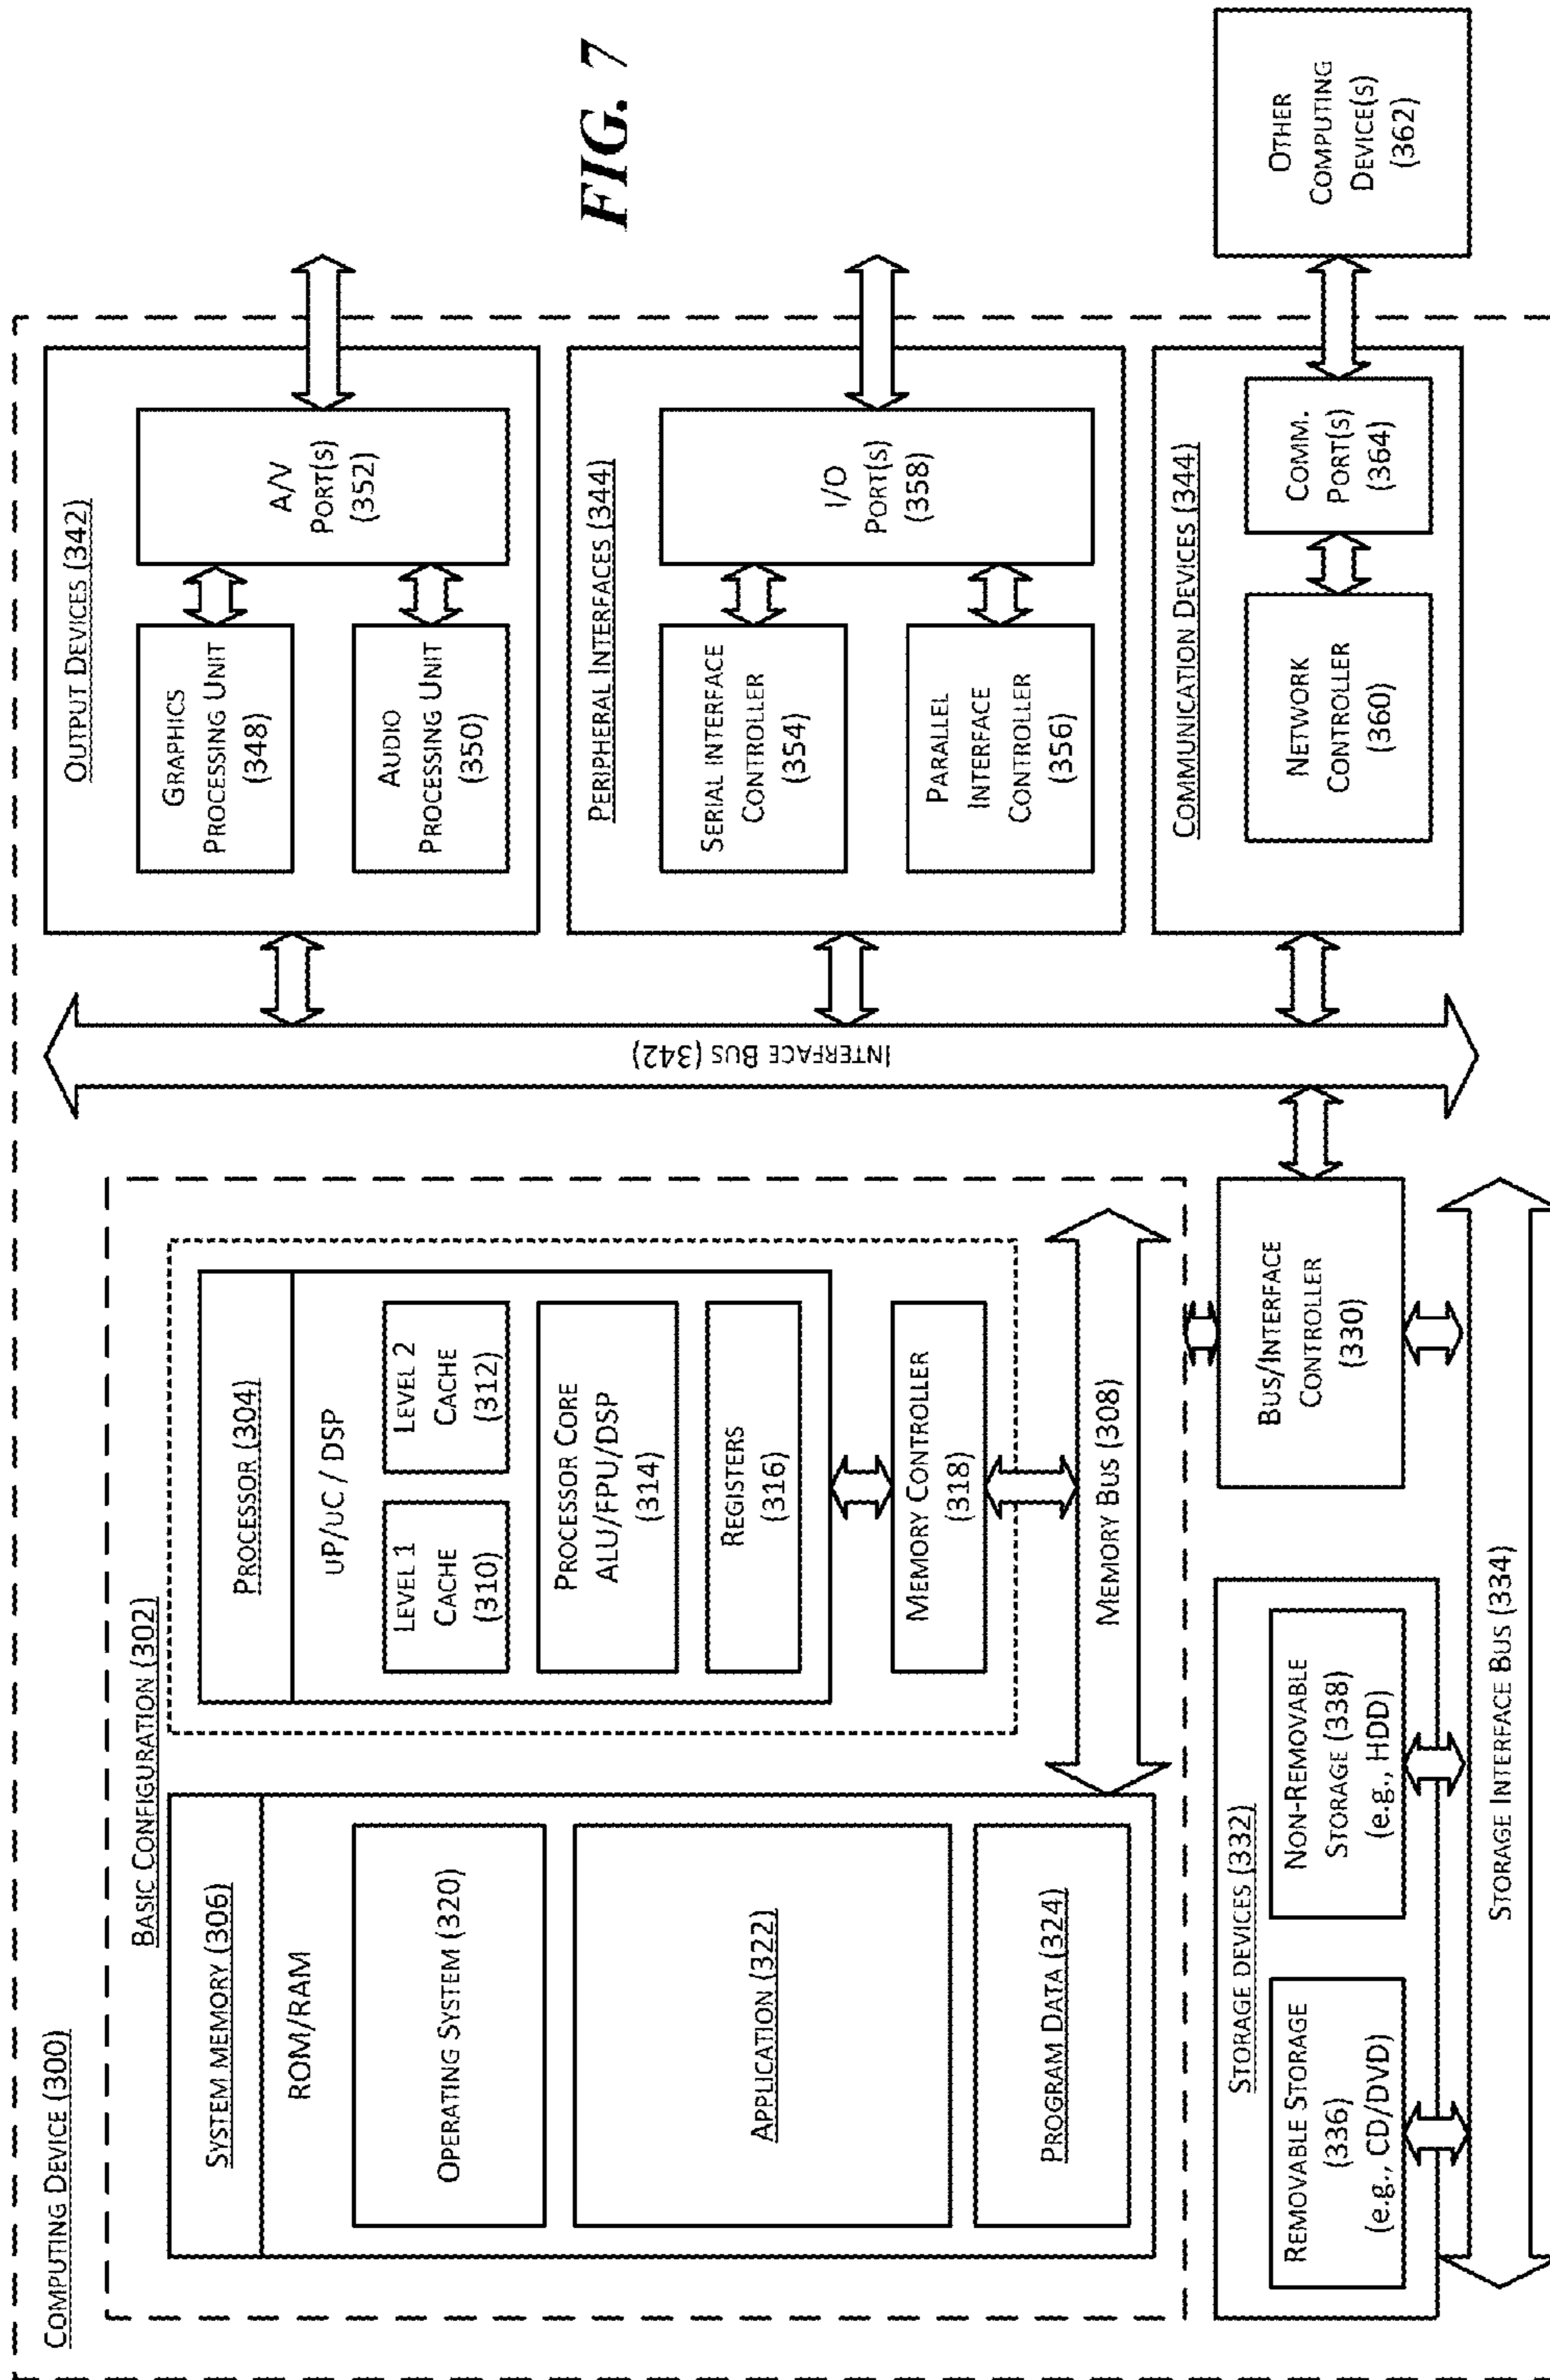 COMPUTING DEVICE (300)
BASIC CONFIGURATION (302)
SYSTEM MEMORY (306)
ROM/RAM
OPERATING SYSTEM (320)
APPLICATION (322)
PROGRAM DATA (324)
PROCESSOR (304)
uP/uC / DSP
LEVEL 1
CACHE
(310)
LEVEL 2
CACHE
(312)
PROCESSOR CORE
ALU/FPU/DSP
(314)
REGISTERS
(316)
MEMORY CONTROLLER
(318)
MEMORY BUS (308)
STORAGE DEVICES (332)
REMOVABLE STORAGE
(336)
(e.g., CD/DVD)
NON-REMOVABLE
STORAGE (338)
(e.g., HDD)
BUS/INTERFACE
CONTROLLER
(330)
STORAGE INTERFACE BUS (334)
INTERFACE BUS (342)
OUTPUT DEVICES (342)
GRAPHICS
PROCESSING UNIT
(348)
AUDIO
PROCESSING UNIT
(350)
A/V
PORT(S)
(352)
PERIPHERAL INTERFACES (344)
SERIAL INTERFACE
CONTROLLER
(354)
PARALLEL
INTERFACE
CONTROLLER
(356)
I/O
PORT(S)
(358)
COMMUNICATION DEVICES (344)
NETWORK
CONTROLLER
(360)
COMM.
PORT(S)
(364)
OTHER
COMPUTING
DEVICE(S)
(362)
FIG. 7